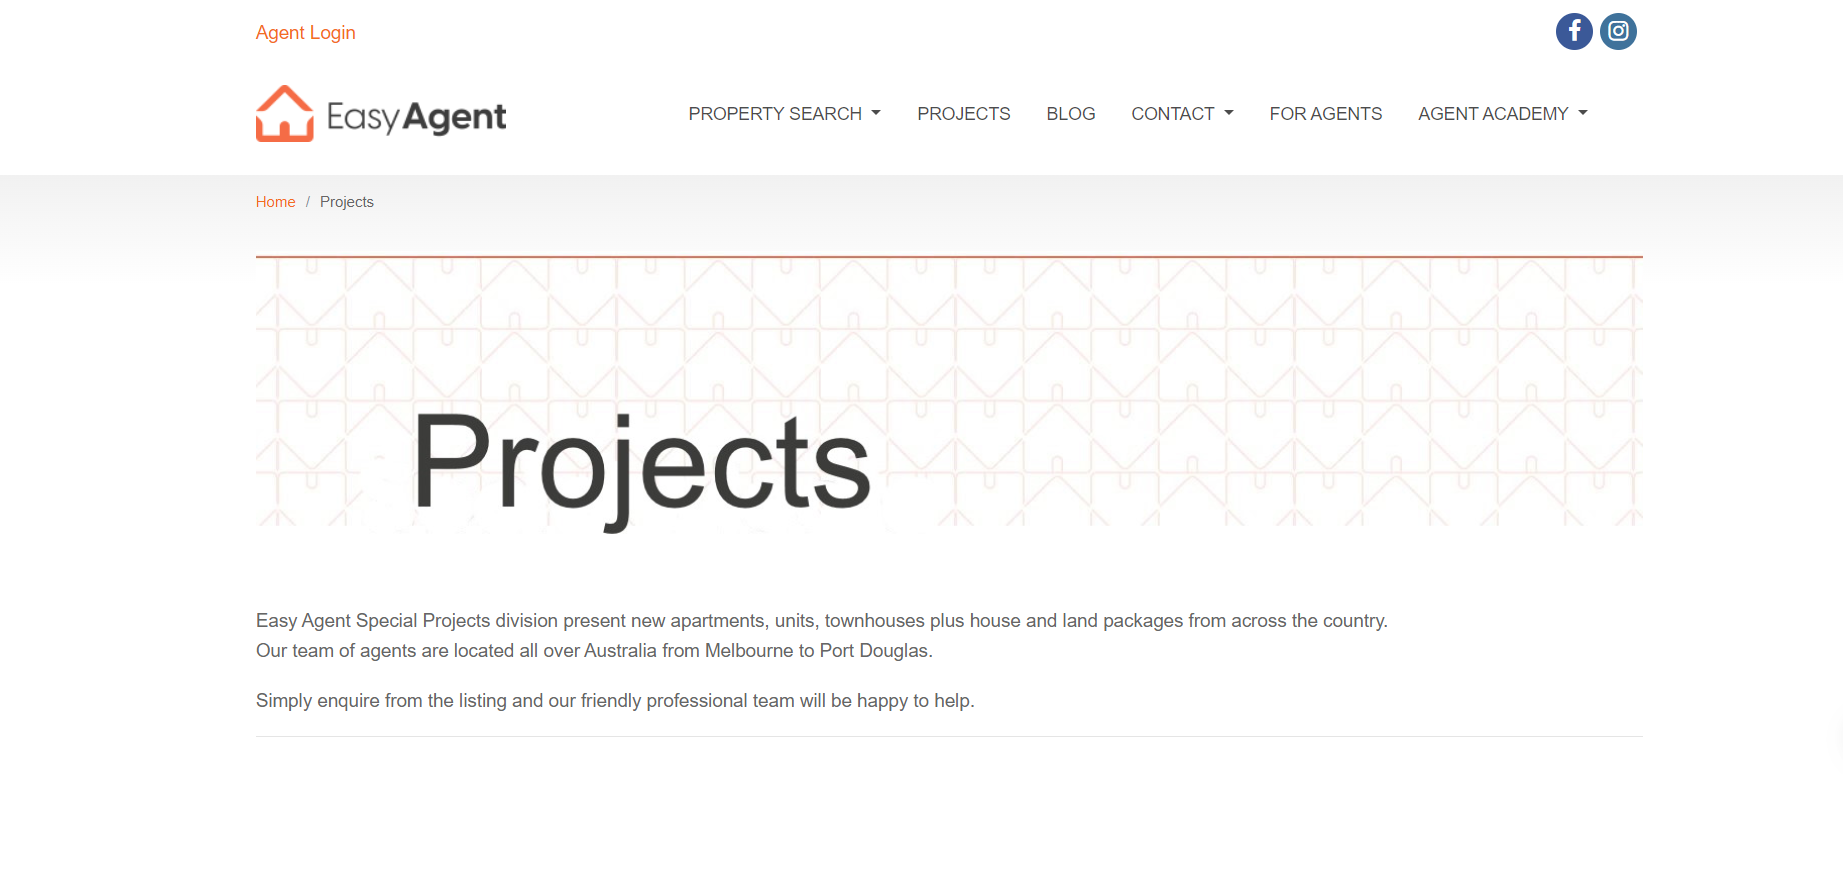 Agent Login
EasyAgent
PROPERTY SEARCH
PROJECTS
BLOG
CONTACT
FOR AGENTS
AGENT ACADEMY
Home / Projects
Projects
Easy Agent Special Projects division present new apartments, units, townhouses plus house and land packages from across the country.
Our team of agents are located all over Australia from Melbourne to Port Douglas.
Simply enquire from the listing and our friendly professional team will be happy to help.